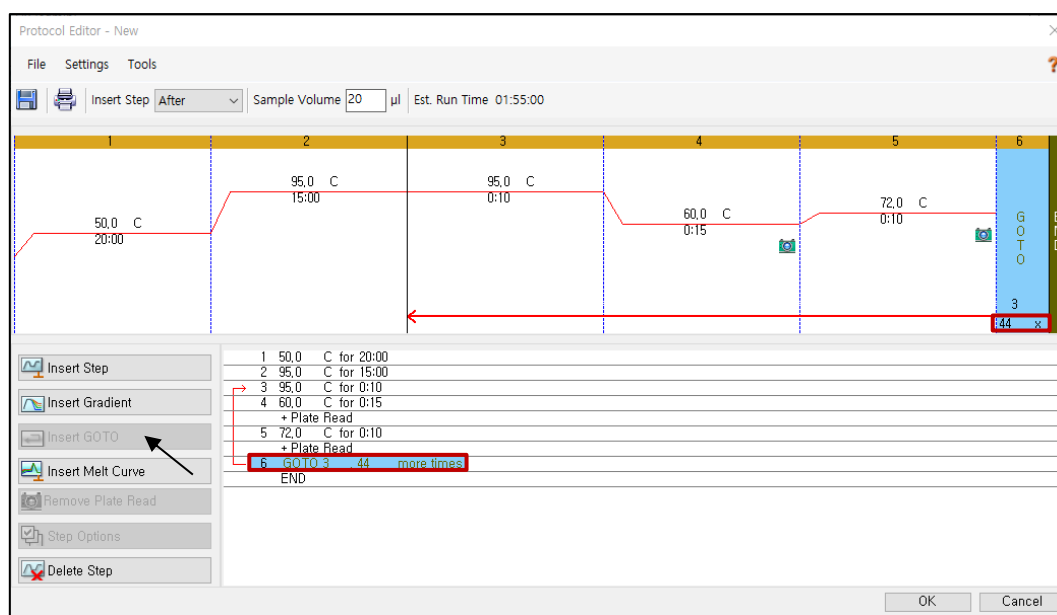 Protocol Editor - New
File Settings Tools
?
Insert Step After Sample Volume 20 µl Est. Run Time 01:55:00
1 2 3 4 5 6
95,0 C 95,0 C
15:00 0:10
72,0 C
60,0 C 0:10
50,0 C 0:15
20:00
GOTO
END
3
44 x
Insert Step
Insert Gradient
Insert GOTO
Insert Melt Curve
Remove Plate Read
Step Options
Delete Step
1 50,0 C for 20:00
2 95,0 C for 15:00
3 95,0 C for 0:10
4 60,0 C for 0:15
+ Plate Read
5 72,0 C for 0:10
+ Plate Read
6 GOTO 3 , 44 more times
END
OK Cancel